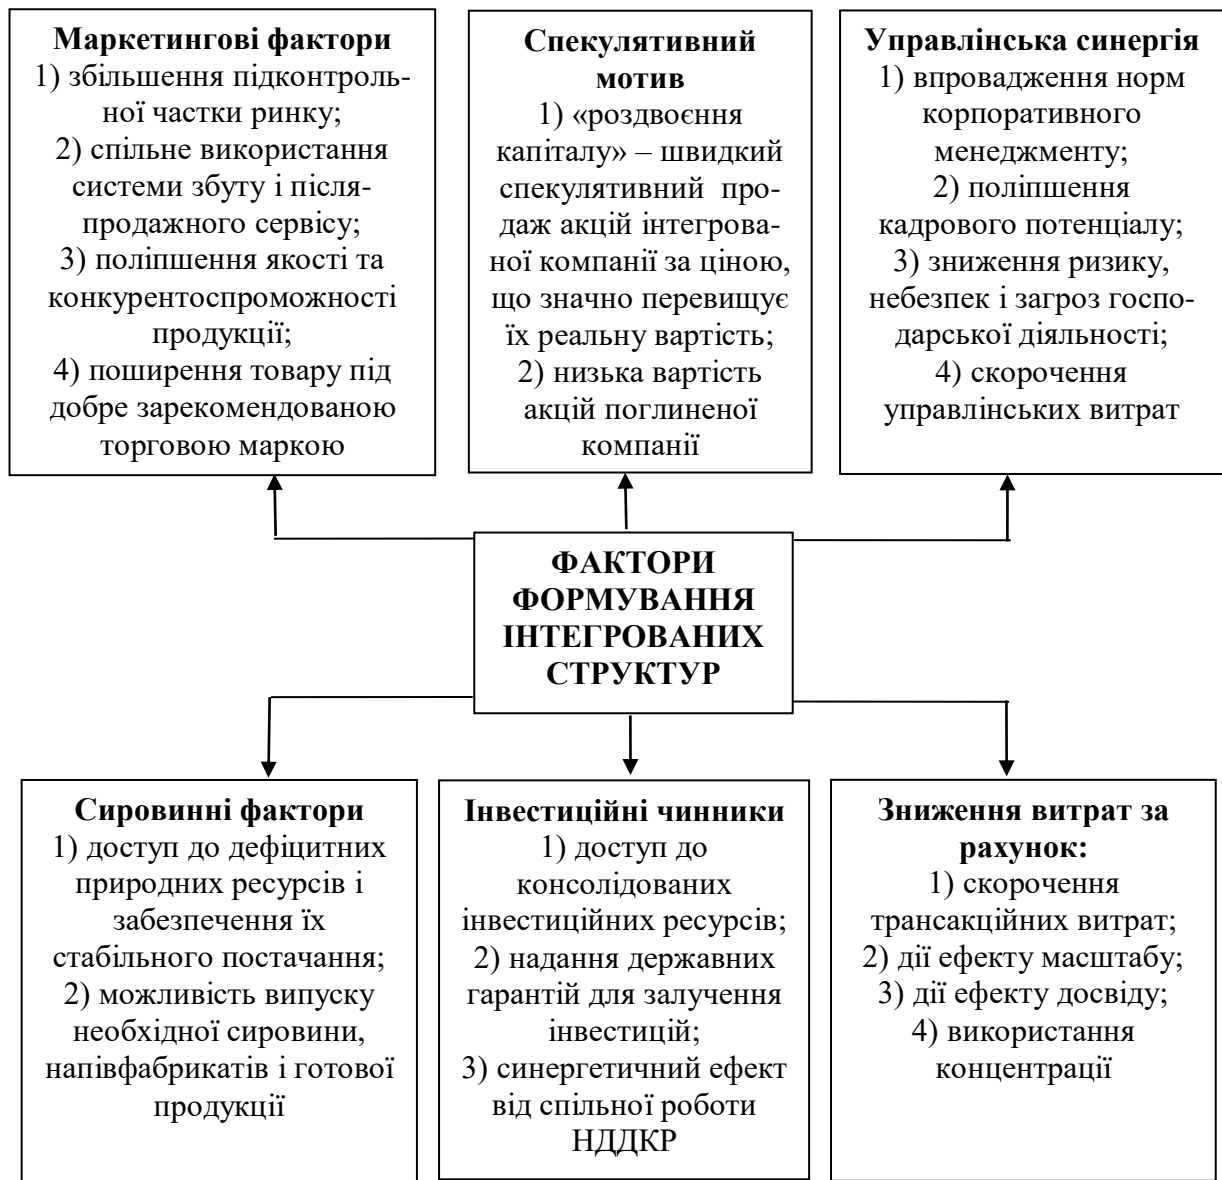 Маркетингові фактори
1) збільшення підконтроль-
ної частки ринку;
2) спільне використання
системи збуту і після-
продажного сервісу;
3) поліпшення якості та
конкурентоспроможності
продукції;
4) поширення товару під
добре зарекомендованою
торговою маркою
Спекулятивний
мотив
1) «роздвоєння
капіталу» – швидкий
спекулятивний про-
даж акцій інтегрова-
ної компанії за ціною,
що значно перевищує
їх реальну вартість;
2) низька вартість
акцій поглиненої
компанії
Управлінська синергія
1) впровадження норм
корпоративного
менеджменту;
2) поліпшення
кадрового потенціалу;
3) зниження ризику,
небезпек і загроз госпо-
дарської діяльності;
4) скорочення
управлінських витрат
ФАКТОРИ
ФОРМУВАННЯ
ІНТЕГРОВАНИХ
СТРУКТУР
Сировинні фактори
1) доступ до дефіцитних
природних ресурсів і
забезпечення їх
стабільного постачання;
2) можливість випуску
необхідної сировини,
напівфабрикатів і готової
продукції
Інвестиційні чинники
1) доступ до
консолідованих
інвестиційних ресурсів;
2) надання державних
гарантій для залучення
інвестицій;
3) синергетичний ефект
від спільної роботи
НДДКР
Зниження витрат за
рахунок:
1) скорочення
трансакційних витрат;
2) дії ефекту масштабу;
3) дії ефекту досвіду;
4) використання
концентрації